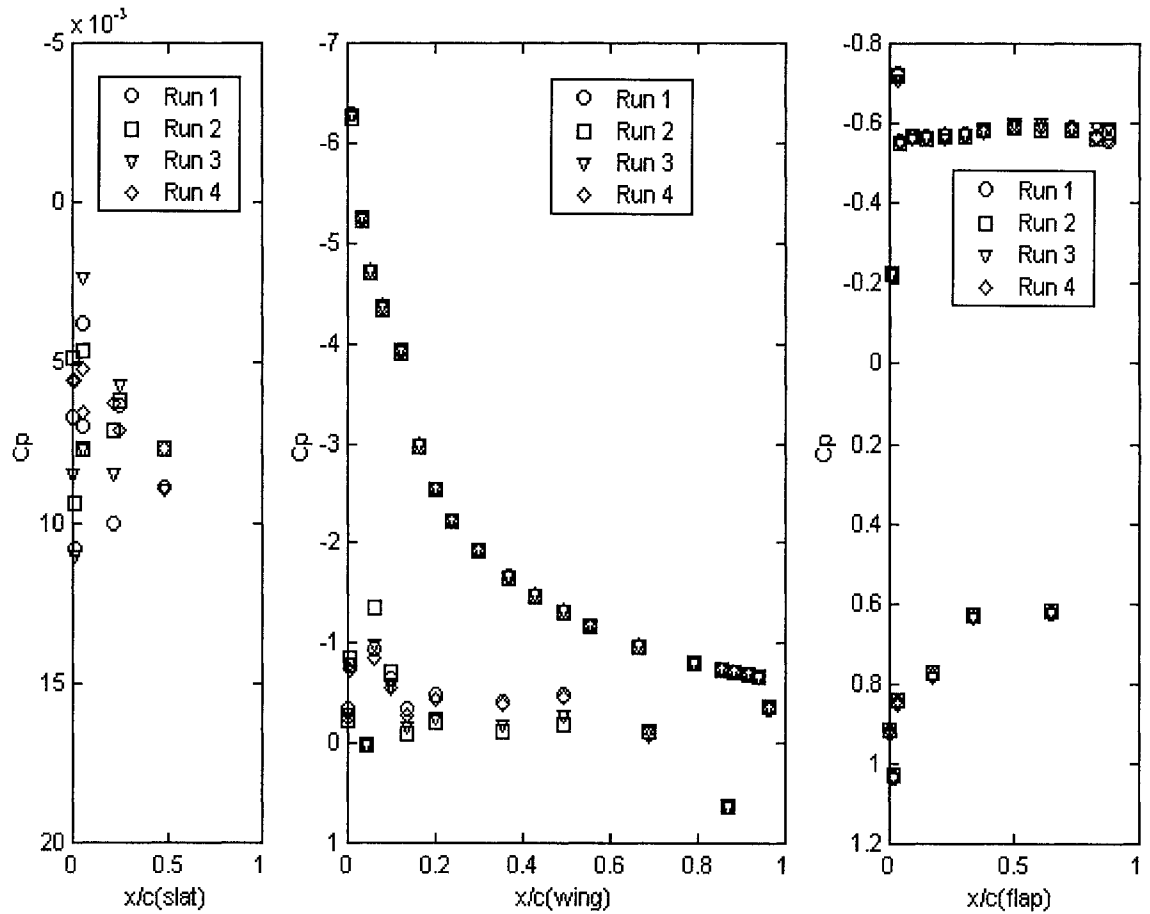 x 10⁻³
-5
0
5
10
15
20
Cp
0
0.5
1
x/c(slat)
Run 1
Run 2
Run 3
Run 4
-7
-6
-5
-4
-3
-2
-1
0
1
Cp
0
0.2
0.4
0.6
0.8
1
x/c(wing)
Run 1
Run 2
Run 3
Run 4
-0.8
-0.6
-0.4
-0.2
0
0.2
0.4
0.6
0.8
1
1.2
Cp
0
0.5
1
x/c(flap)
Run 1
Run 2
Run 3
Run 4